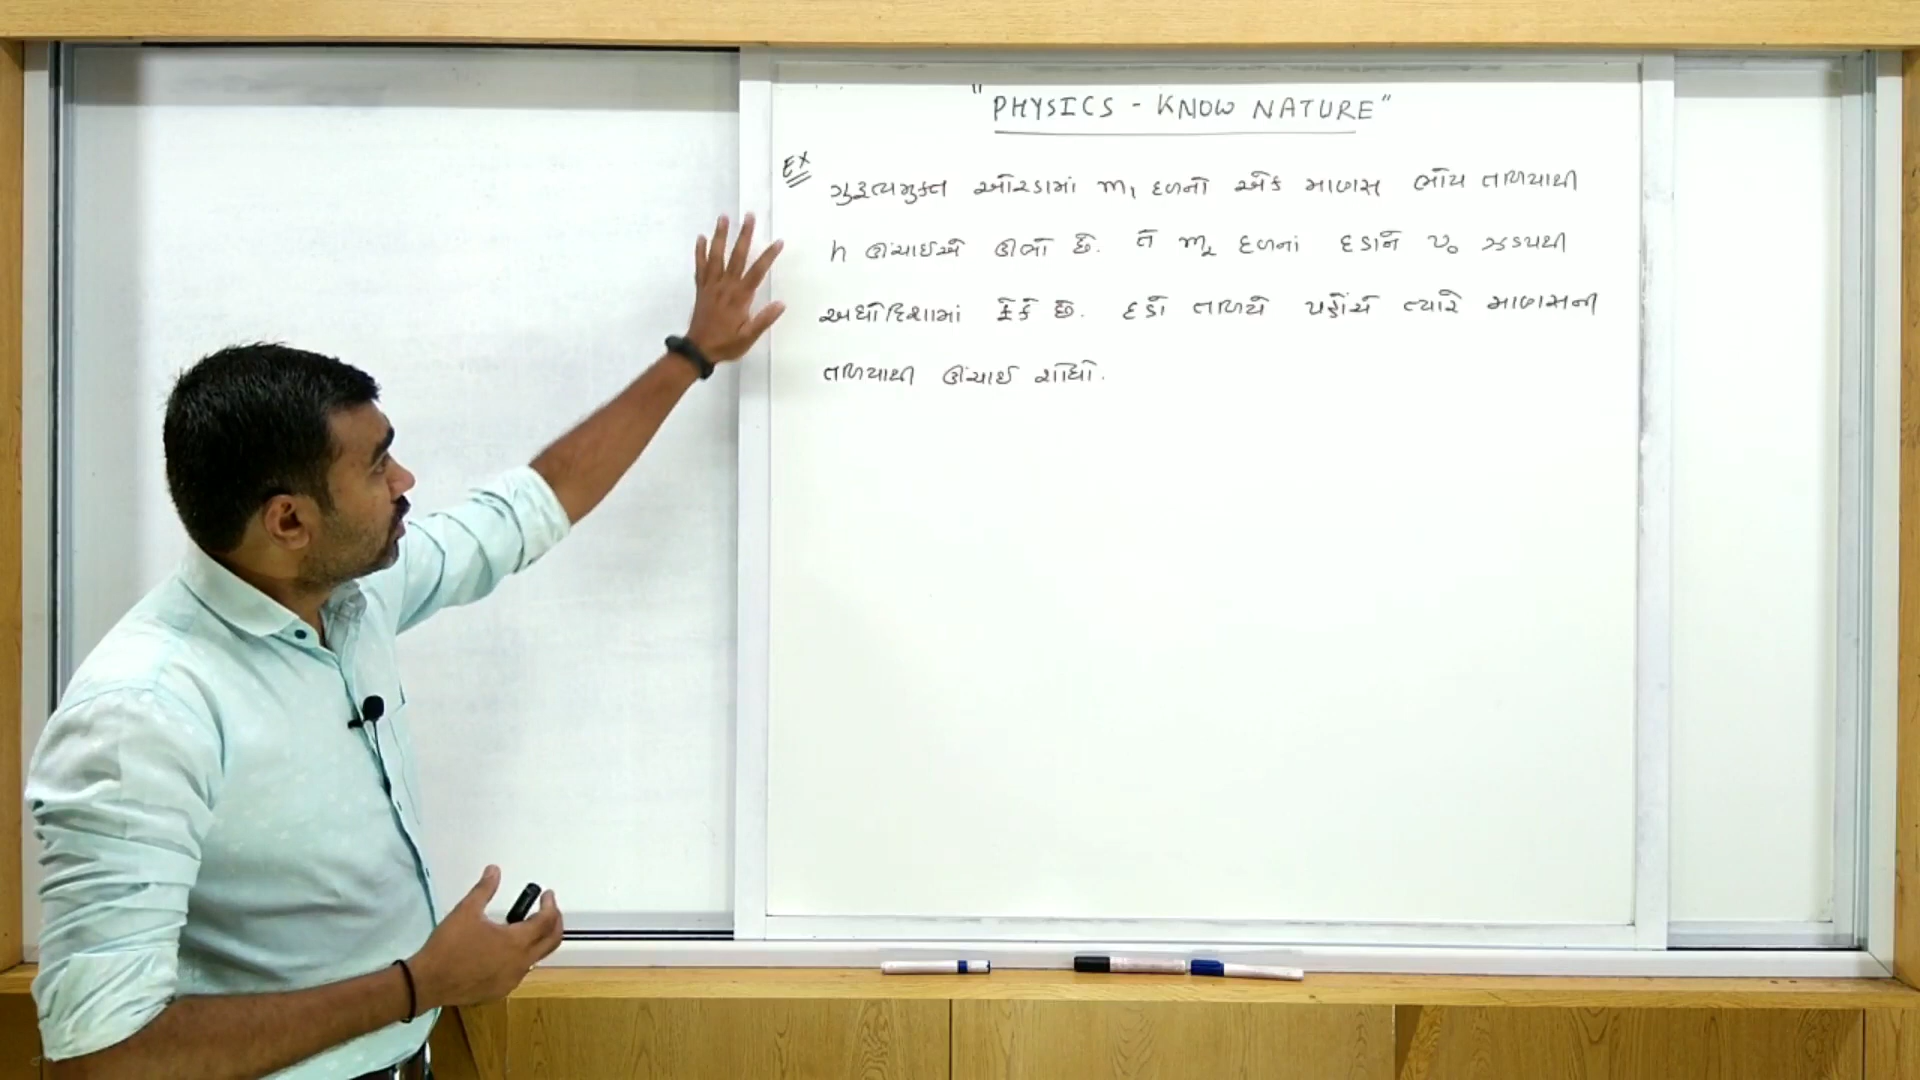 "PHYSICS - KNOW NATURE"
Ex
ગુરુત્વમુક્ત ઓરડામાં m₁ દળનો એક માણસ ભોંય તળિયાથી
h ઊંચાઈએ ઊભો છે. તે m₂ દળનાં દડાને v₀ ઝડપથી
અધોદિશામાં ફેંકે છે. દડો તળિયે પહોંચે ત્યારે માણસની
તળિયાથી ઊંચાઈ શોધો.